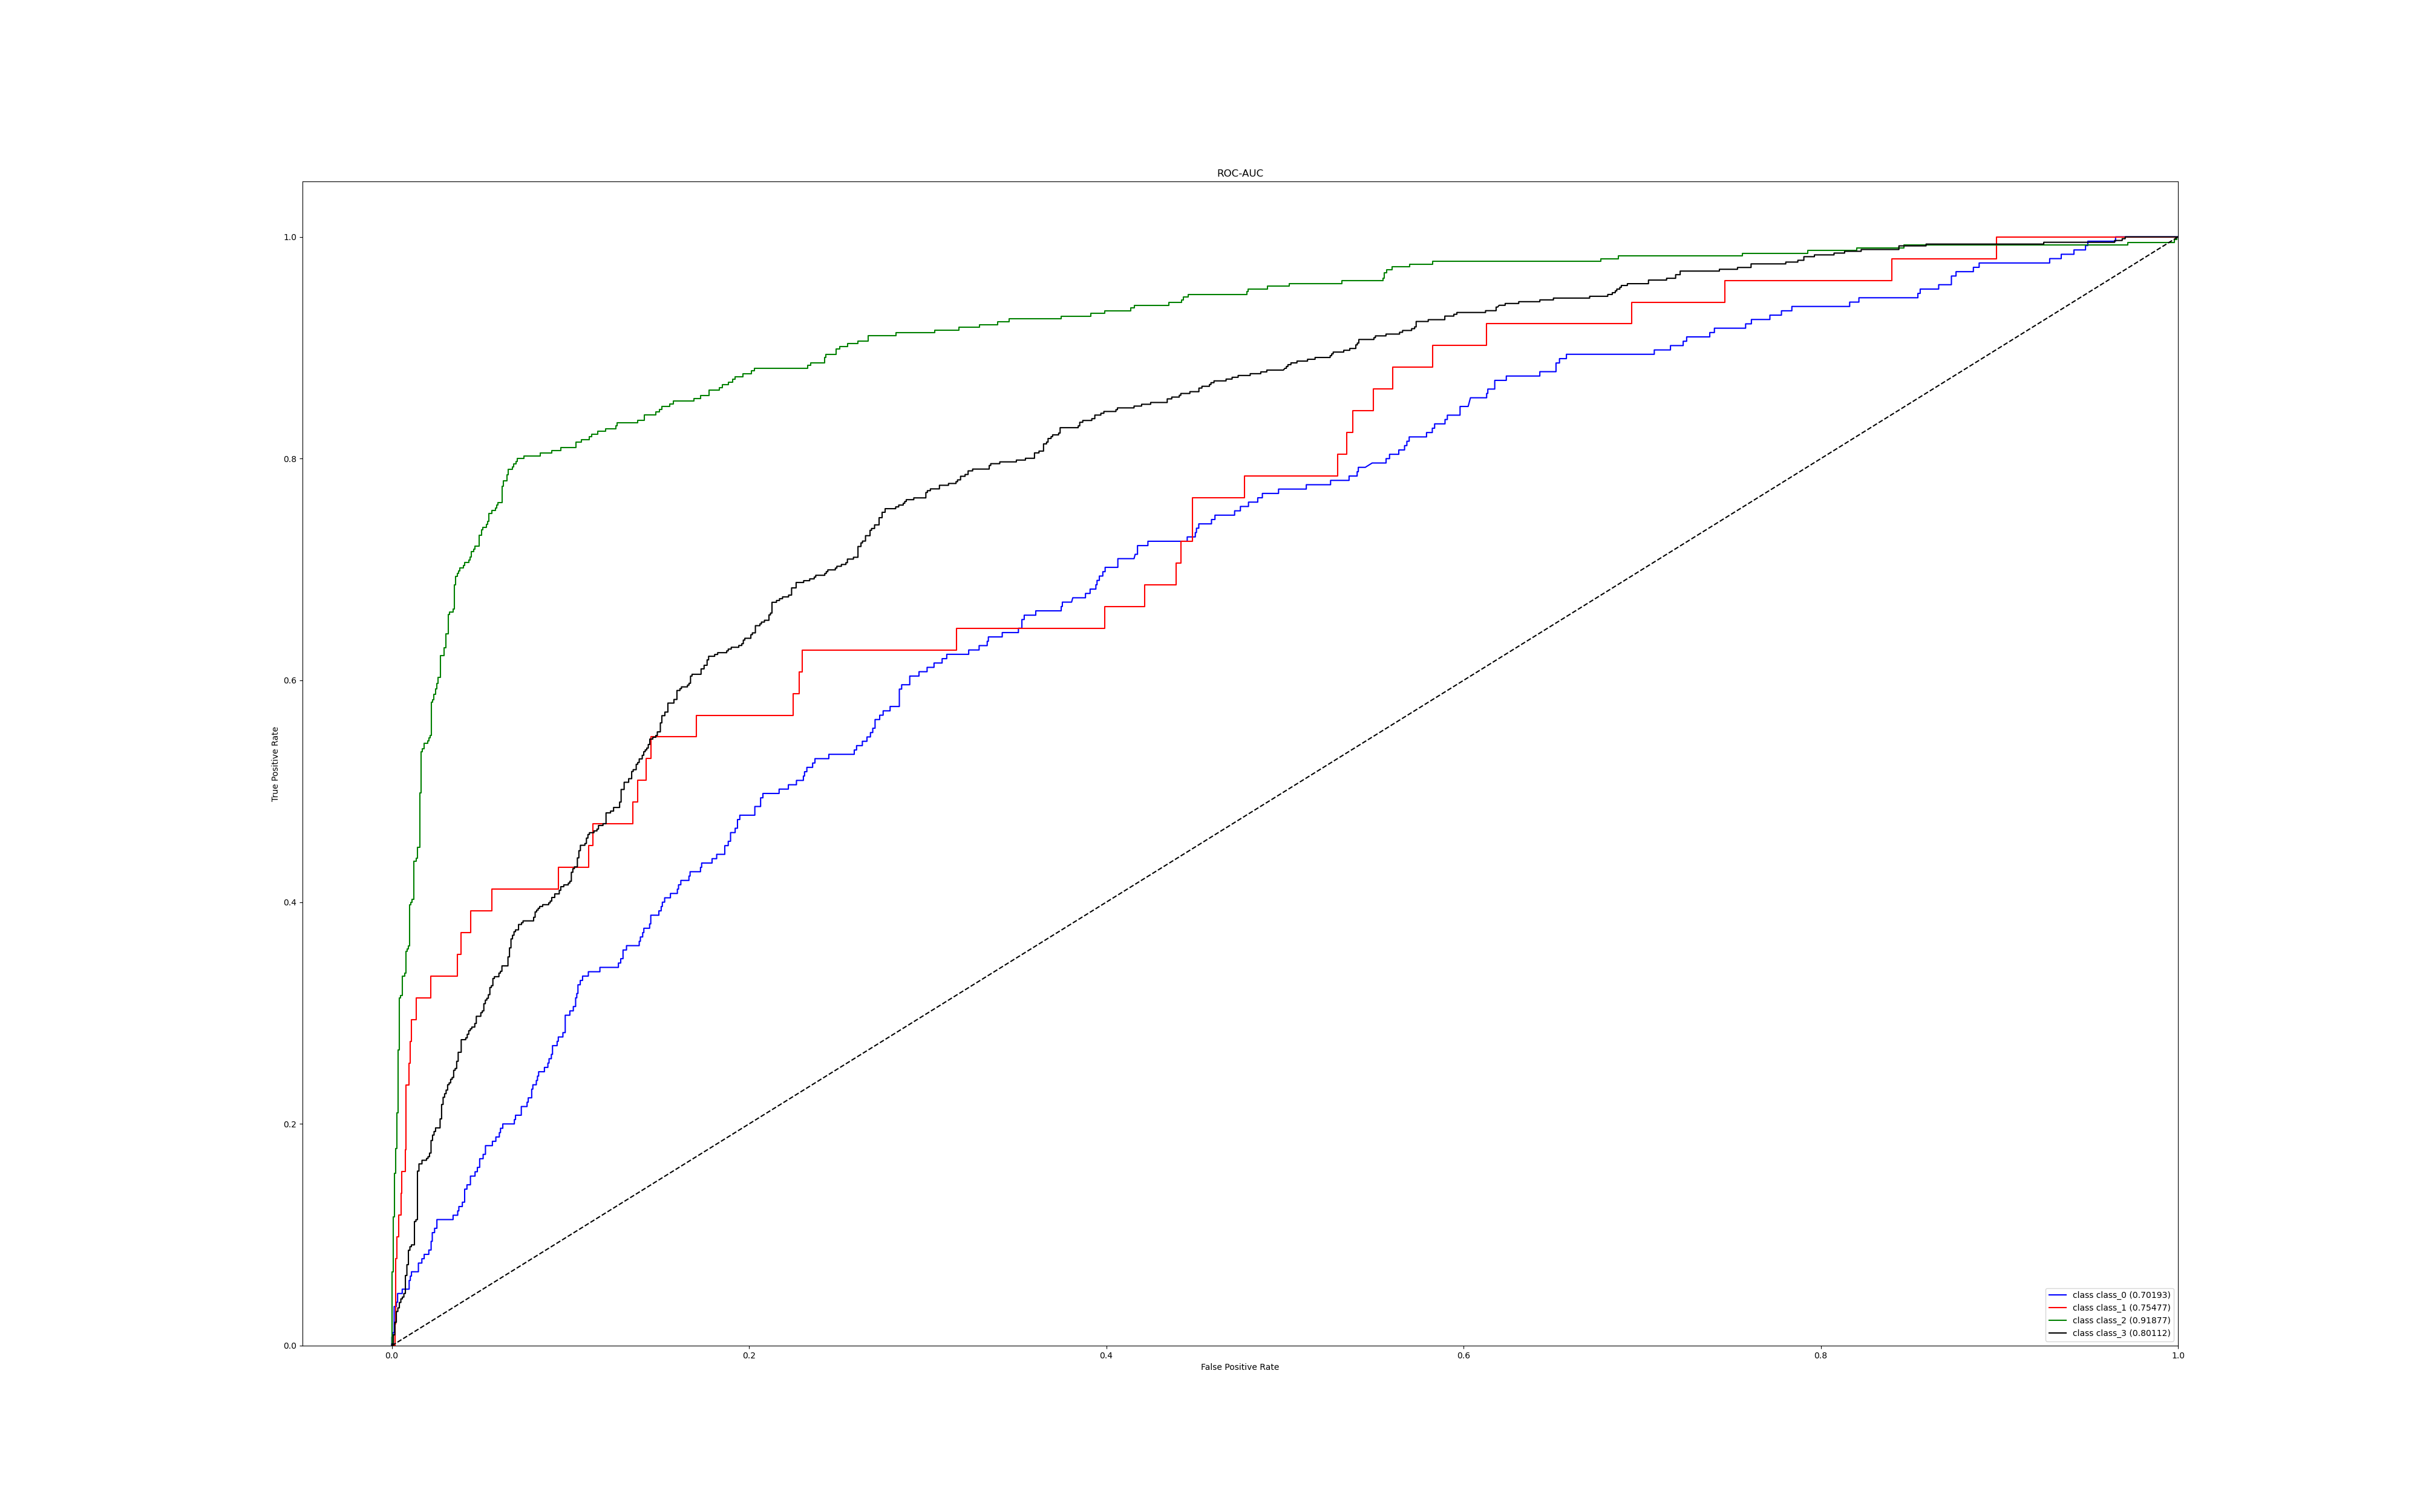 ROC-AUC
1.0
0.8
0.6
0.4
0.2
0.0
True Positive Rate
0.0 0.2 0.4 0.6 0.8 1.0
False Positive Rate
class class_0 (0.70193)
class class_1 (0.75477)
class class_2 (0.91877)
class class_3 (0.80112)